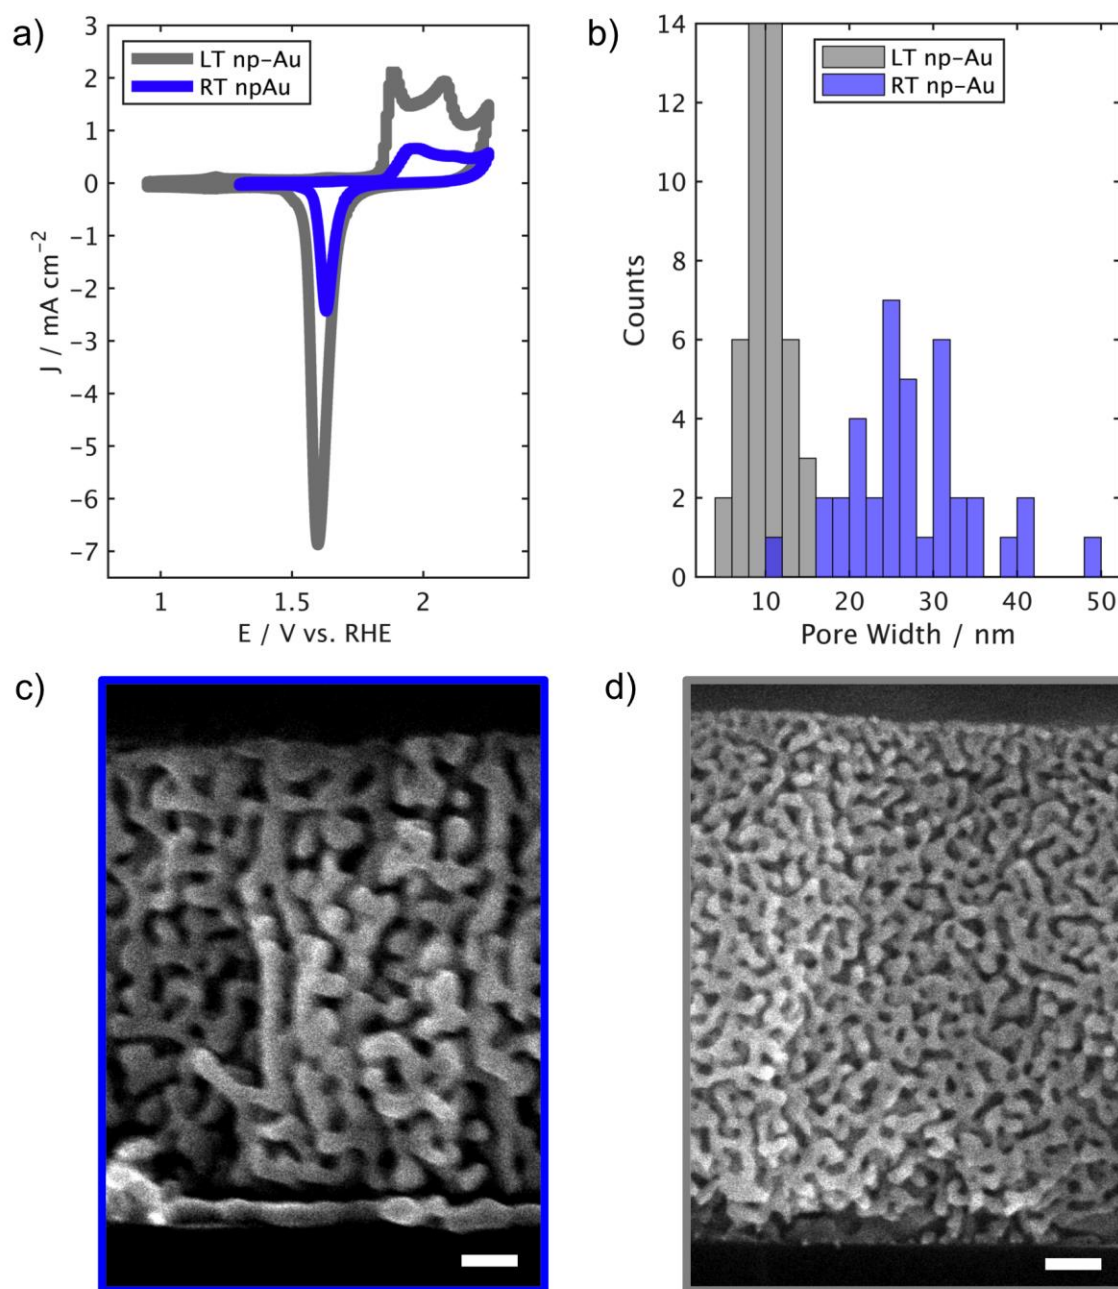 a)
3
2
1
0
-1
-2
-3
-4
-5
-6
-7
J / mA cm⁻²
LT np-Au
RT npAu
1
1.5
2
E / V vs. RHE
b)
14
12
10
8
6
4
2
0
Counts
LT np-Au
RT np-Au
10
20
30
40
50
Pore Width / nm
c)
d)